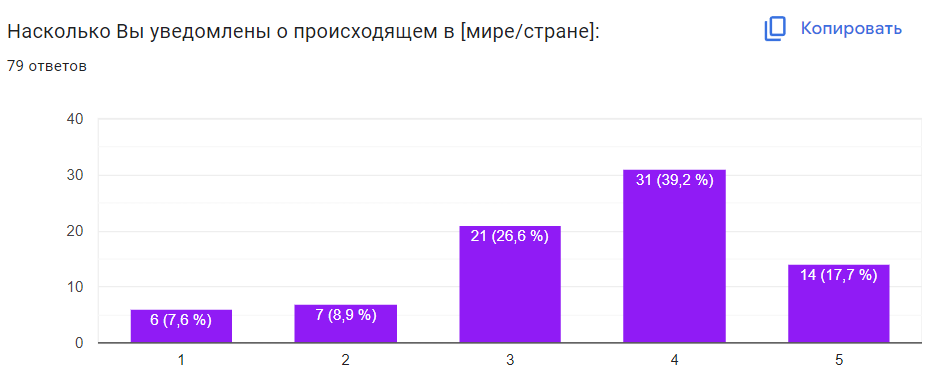 Насколько Вы уведомлены о происходящем в [мире/стране]:
Копировать
79 ответов
40
30
20
10
0
6 (7,6 %)
7 (8,9 %)
21 (26,6 %)
31 (39,2 %)
14 (17,7 %)
1
2
3
4
5